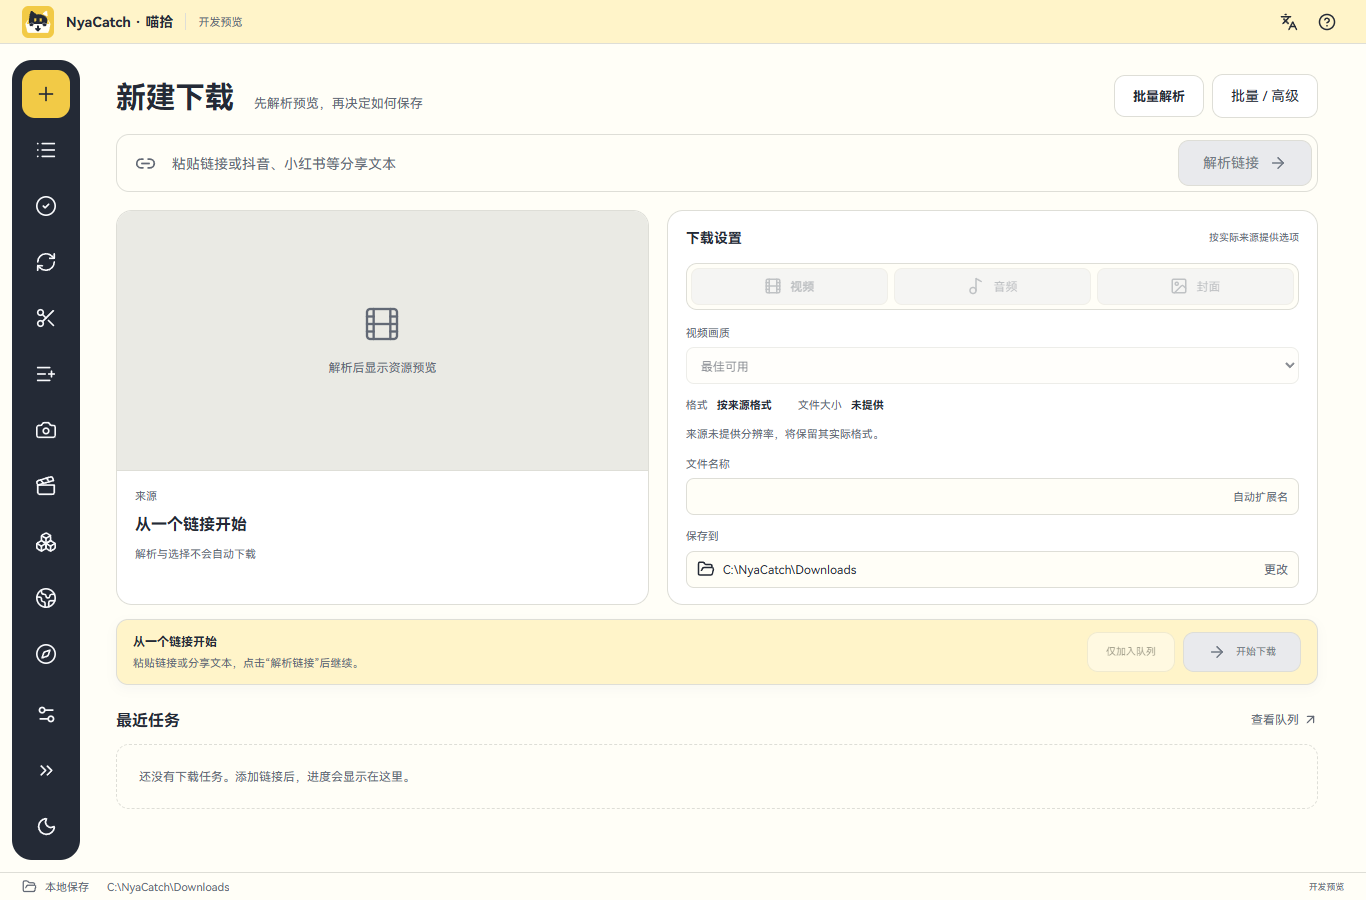 NyaCatch · 喵拾
开发预览
新建下载
先解析预览，再决定如何保存
批量解析
批量 / 高级
粘贴链接或抖音、小红书等分享文本
解析链接
解析后显示资源预览
来源
从一个链接开始
解析与选择不会自动下载
下载设置
按实际来源提供选项
视频
音频
封面
视频画质
最佳可用
格式 按来源格式 文件大小 未提供
来源未提供分辨率，将保留其实际格式。
文件名称
自动扩展名
保存到
C:\NyaCatch\Downloads
更改
从一个链接开始
粘贴链接或分享文本，点击“解析链接”后继续。
仅加入队列
开始下载
最近任务
查看队列
还没有下载任务。添加链接后，进度会显示在这里。
本地保存
C:\NyaCatch\Downloads
开发预览